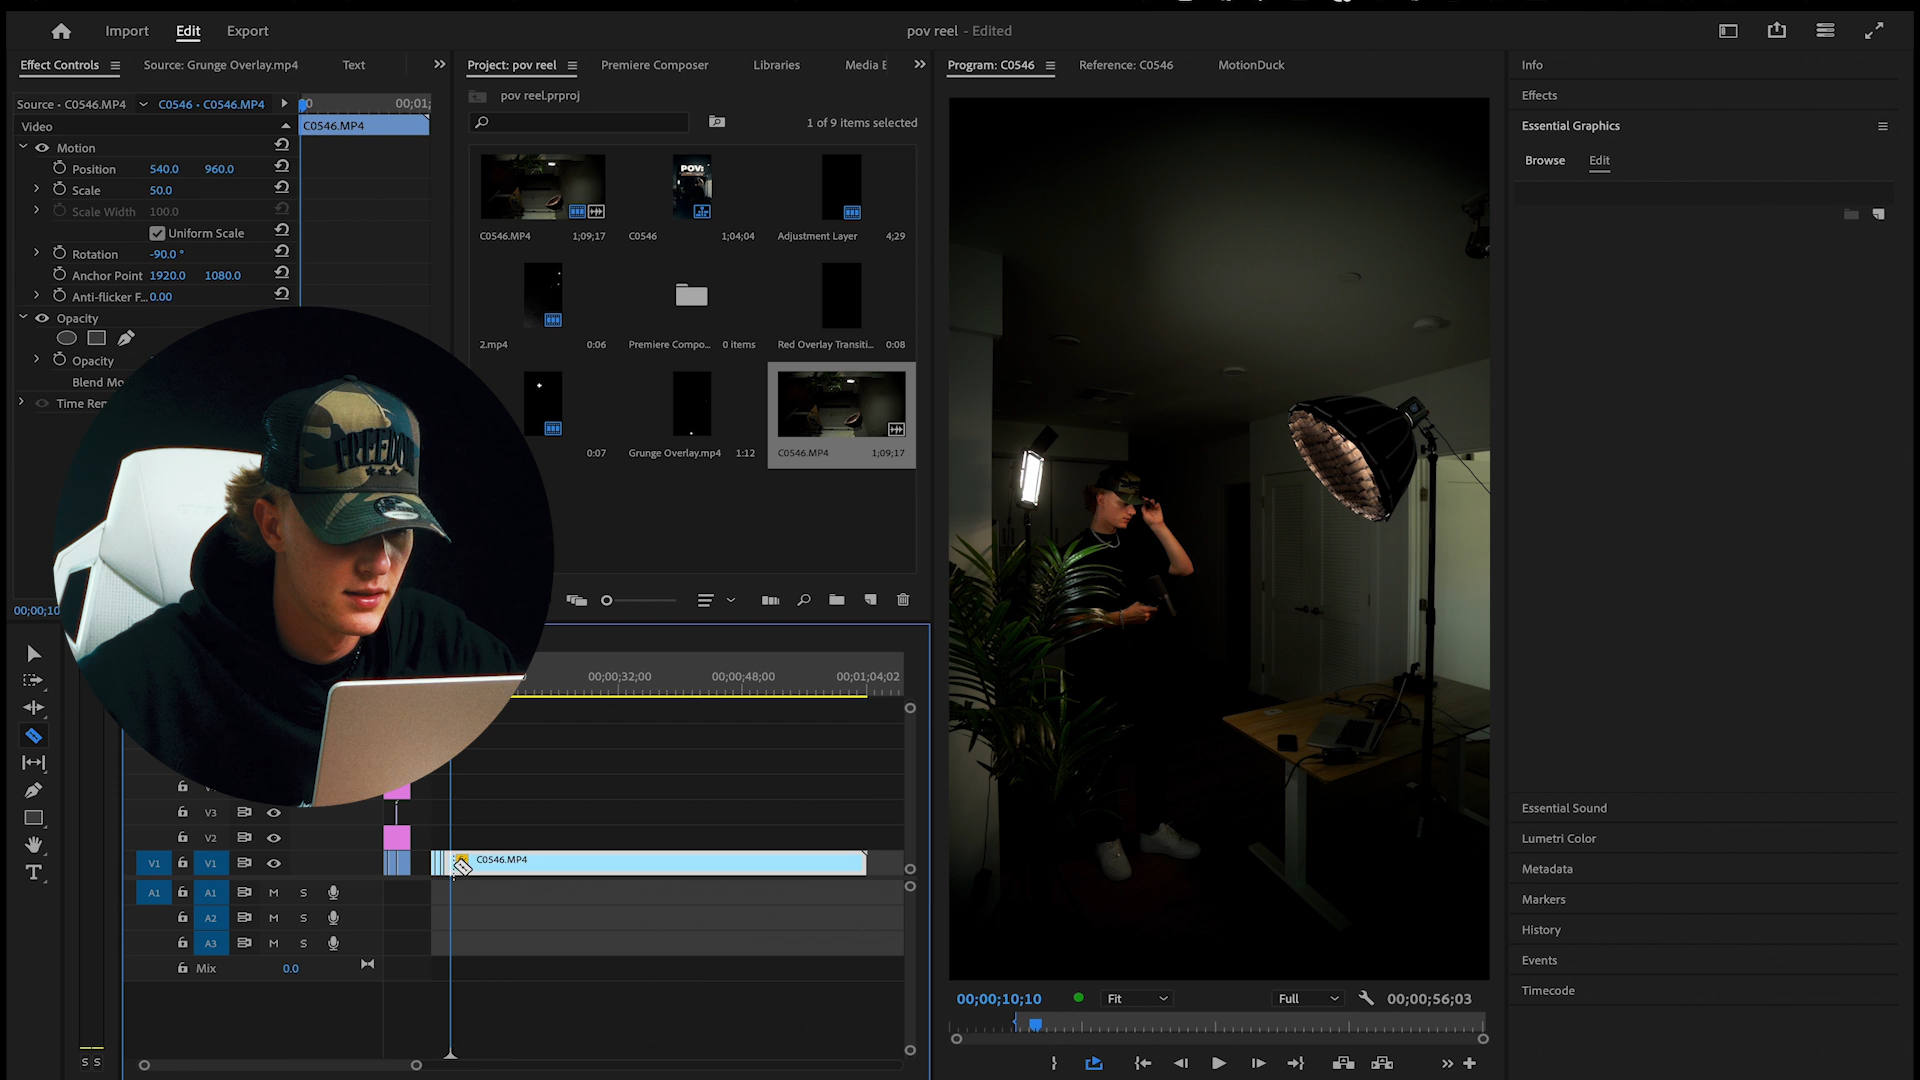 Import Edit Export
pov reel - Edited
Effect Controls
Source: Grunge Overlay.mp4
Text
Project: pov reel
Premiere Composer
Libraries
Media E
Program: C0546
Reference: C0546
MotionDuck
Info
Effects
Essential Graphics
Browse
Edit
Source • C0546.MP4
C0546 • C0546.MP4
00;01;
C0546.MP4
Video
Motion
Position 540.0 960.0
Scale 50.0
Scale Width 100.0
Uniform Scale
Rotation -90.0 °
Anchor Point 1920.0 1080.0
Anti-flicker F... 0.00
Opacity
Opacity
Blend Mo
Time Rem
00;00;10
pov reel.prproj
1 of 9 items selected
POV:
C0546.MP4 1;09;17
C0546 1;04;04
Adjustment Layer 4;29
2.mp4 0:06
Premiere Compo... 0 items
Red Overlay Transiti... 0:08
0:07
Grunge Overlay.mp4 1:12
C0546.MP4 1;09;17
FREEDOM
00;00;32;00
00;00;48;00
00;01;04;02
V3
V2
V1 V1
C0546.MP4
A1 A1 M S
A2 M S
A3 M S
Mix 0.0
S S
00;00;10;10
Fit
Full
00;00;56;03
Essential Sound
Lumetri Color
Metadata
Markers
History
Events
Timecode